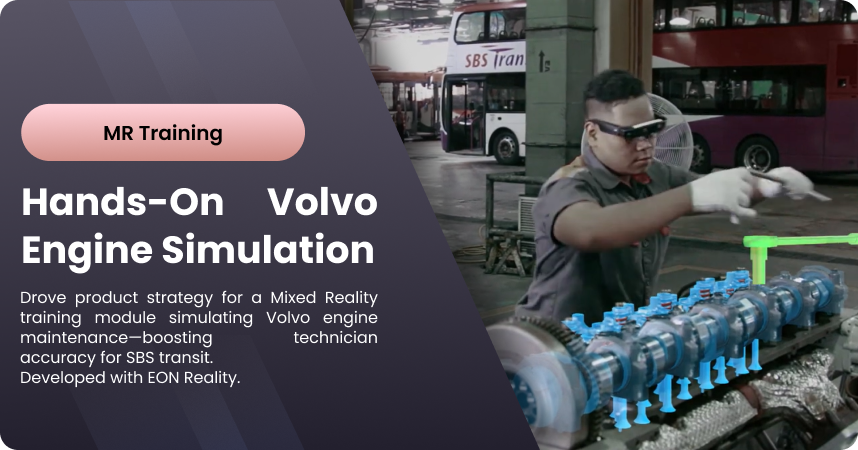 SBS Tran
MR Training
Hands-On Volvo
Engine Simulation
Drove product strategy for a Mixed Reality
training module simulating Volvo engine
maintenance—boosting technician
accuracy for SBS transit.
Developed with EON Reality.